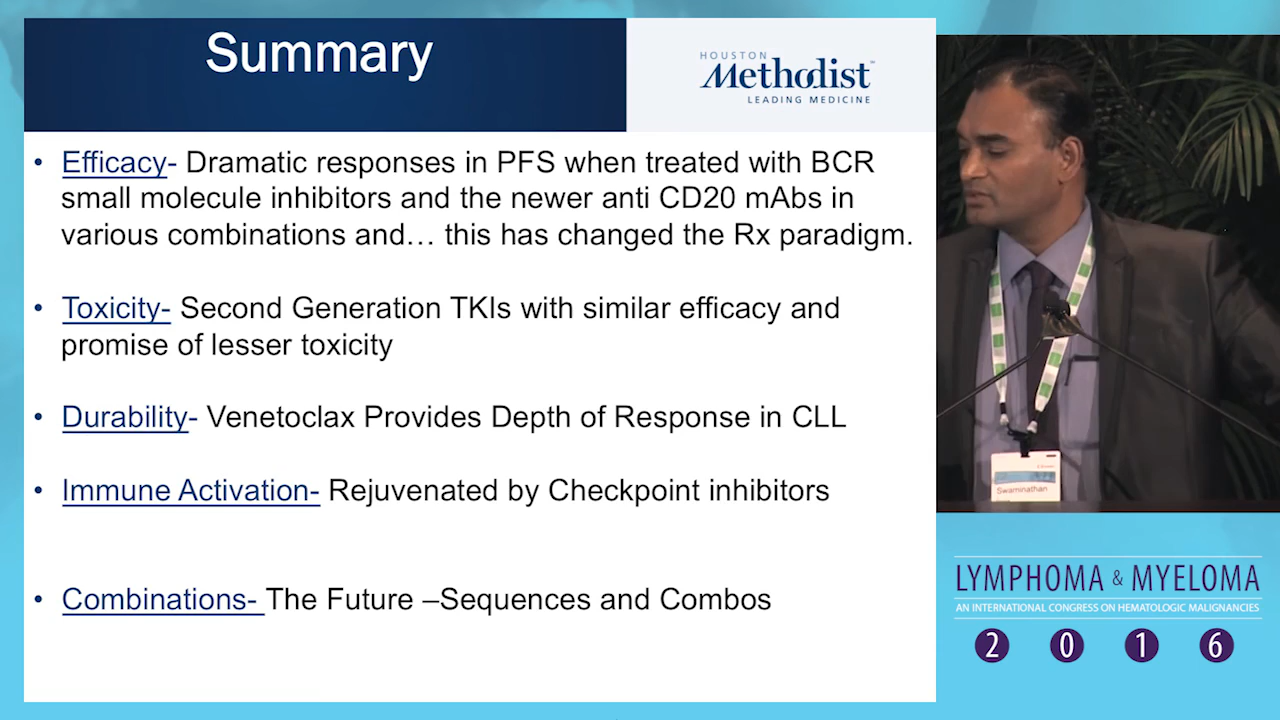 Summary
HOUSTON
Methodist
LEADING MEDICINE
• Efficacy- Dramatic responses in PFS when treated with BCR
small molecule inhibitors and the newer anti CD20 mAbs in
various combinations and… this has changed the Rx paradigm.
• Toxicity- Second Generation TKIs with similar efficacy and
promise of lesser toxicity
• Durability- Venetoclax Provides Depth of Response in CLL
• Immune Activation- Rejuvenated by Checkpoint inhibitors
• Combinations- The Future –Sequences and Combos
Swaminathan
LYMPHOMA & MYELOMA
AN INTERNATIONAL CONGRESS ON HEMATOLOGIC MALIGNANCIES
2 0 1 6